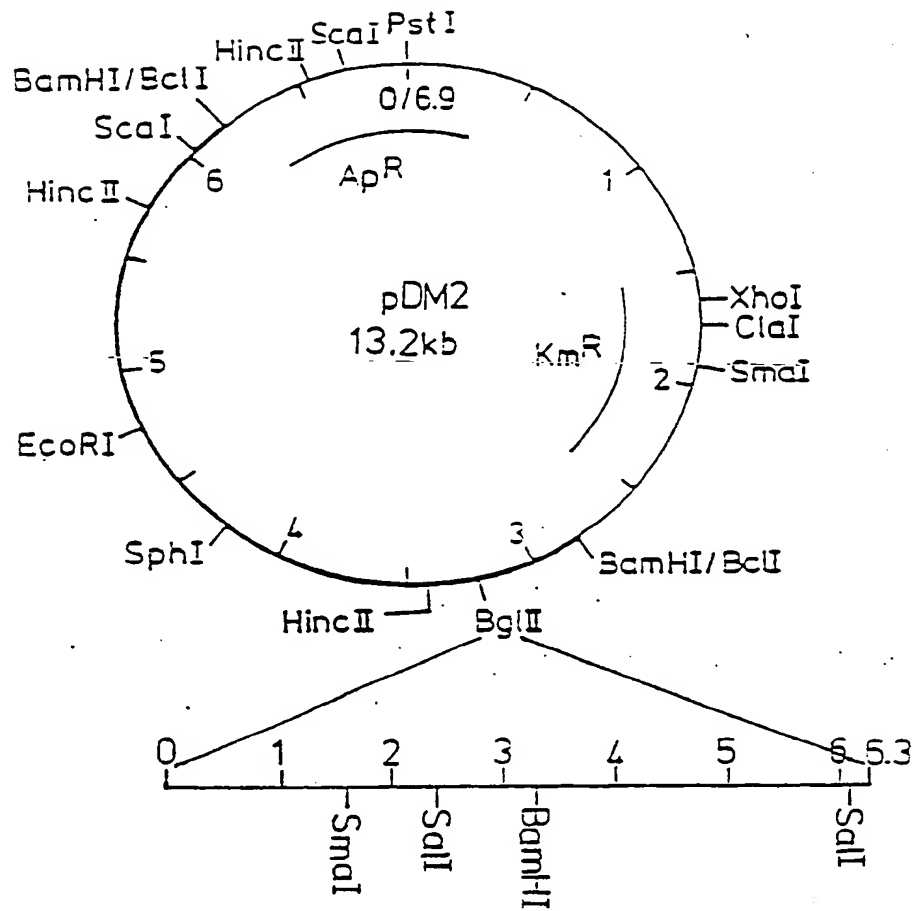 PstI
ScaI
HincII
BamHI/BclI
ScaI
HincII
0/6.9
ApR
6
1
pDM2
13.2kb
KmR
XhoI
ClaI
SmaI
2
5
EcoRI
SphI
4
3
BamHI/BclI
HincII
BglII
0 1 2 3 4 5 6 6.3
SmaI
SalI
BamHI
SalI